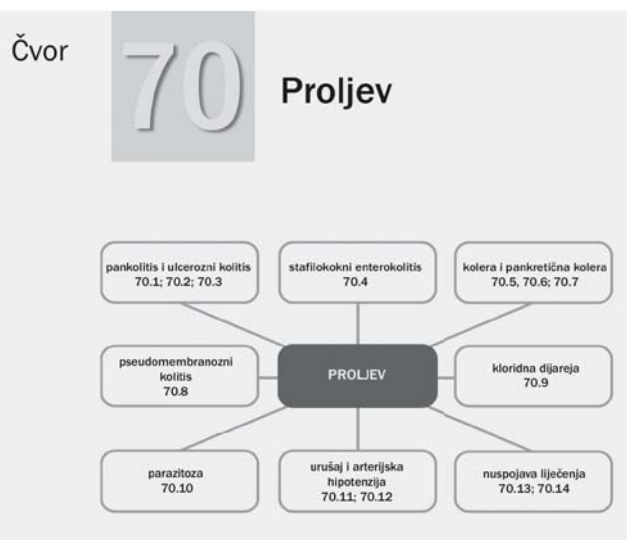 Čvor
70
Proljev
pankolitis i ulcerozni kolitis
70.1; 70.2; 70.3
stafilokokni enterokolitis
70.4
kolera i pankretična kolera
70.5, 70.6; 70.7
pseudomembranozni
kolitis
70.8
PROLJEV
kloridna dijareja
70.9
parazitoza
70.10
urušaj i arterijska
hipotenzija
70.11; 70.12
nuspojava liječenja
70.13; 70.14